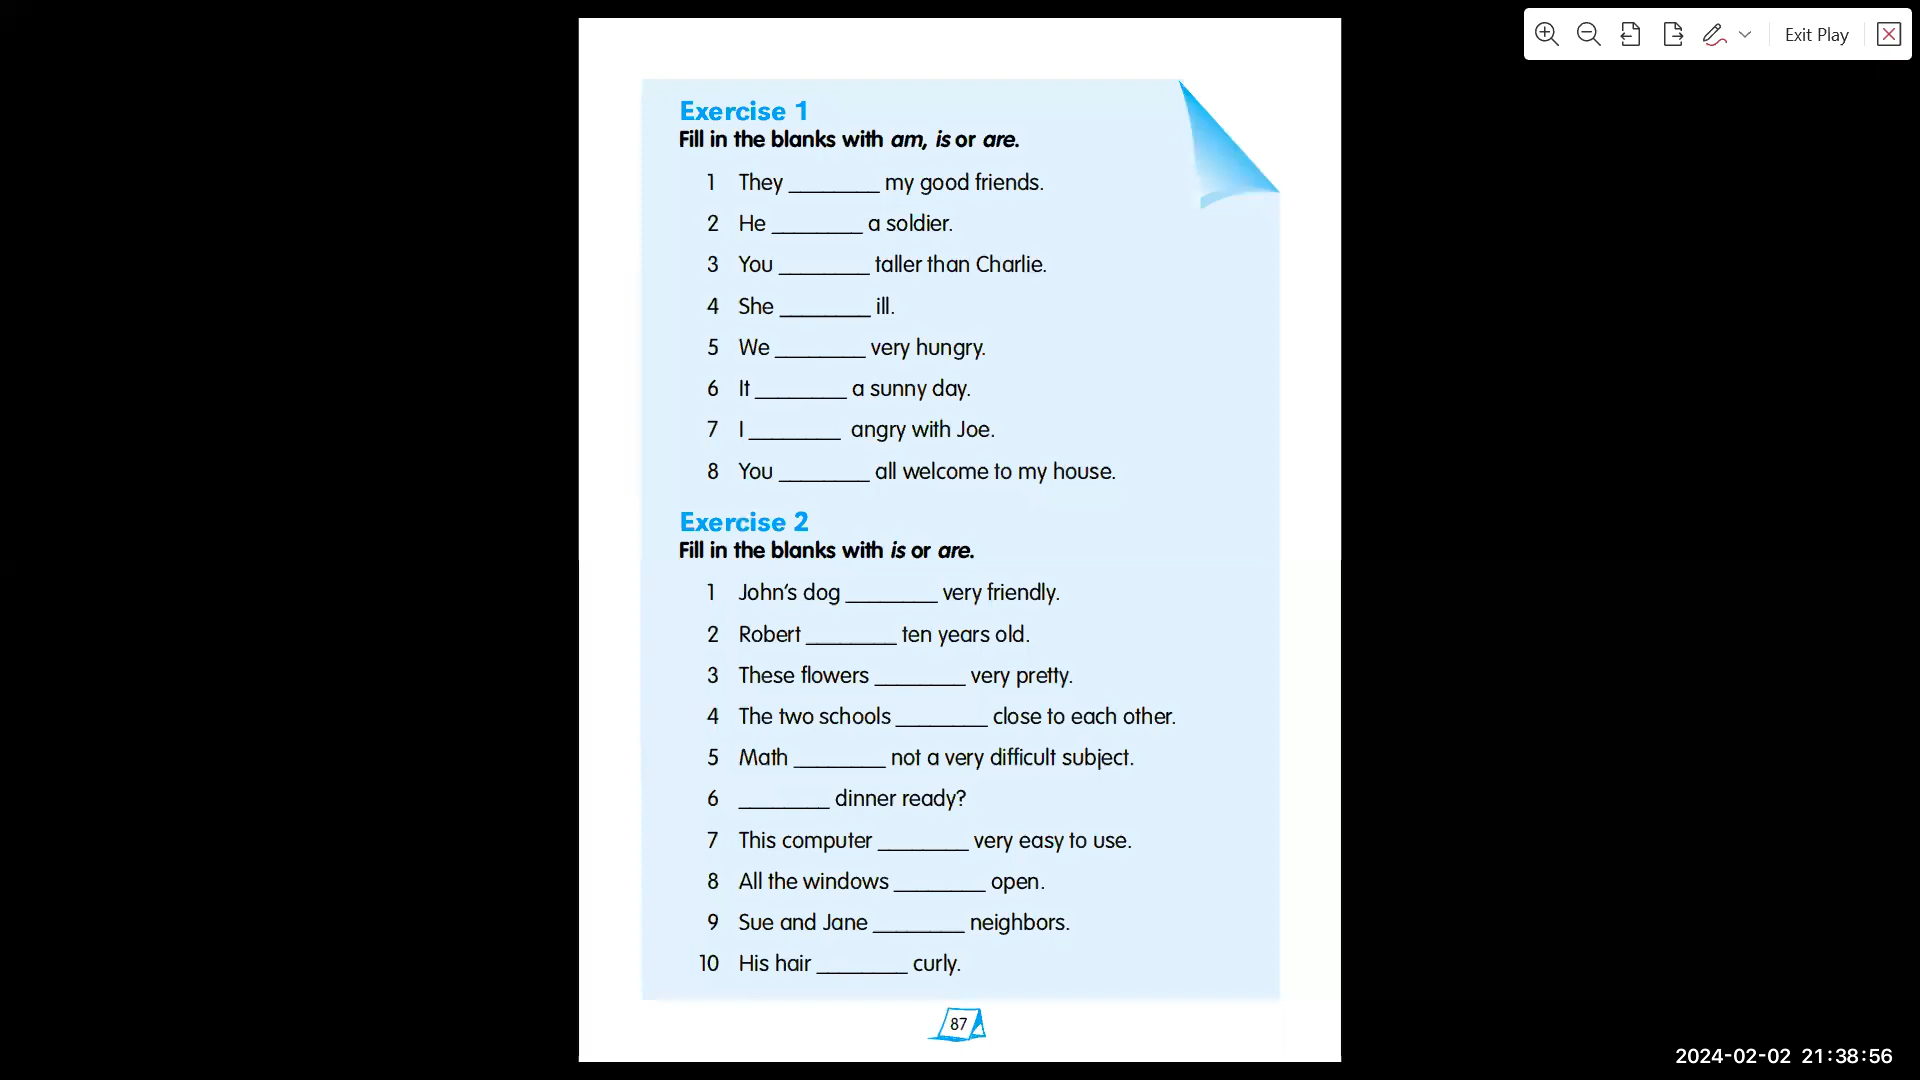 Exit Play
Exercise 1
Fill in the blanks with am, is or are.
1 They ________ my good friends.
2 He ________ a soldier.
3 You ________ taller than Charlie.
4 She ________ ill.
5 We ________ very hungry.
6 It ________ a sunny day.
7 I ________ angry with Joe.
8 You ________ all welcome to my house.
Exercise 2
Fill in the blanks with is or are.
1 John's dog ________ very friendly.
2 Robert ________ ten years old.
3 These flowers ________ very pretty.
4 The two schools ________ close to each other.
5 Math ________ not a very difficult subject.
6 ________ dinner ready?
7 This computer ________ very easy to use.
8 All the windows ________ open.
9 Sue and Jane ________ neighbors.
10 His hair ________ curly.
87
2024-02-02 21:38:56